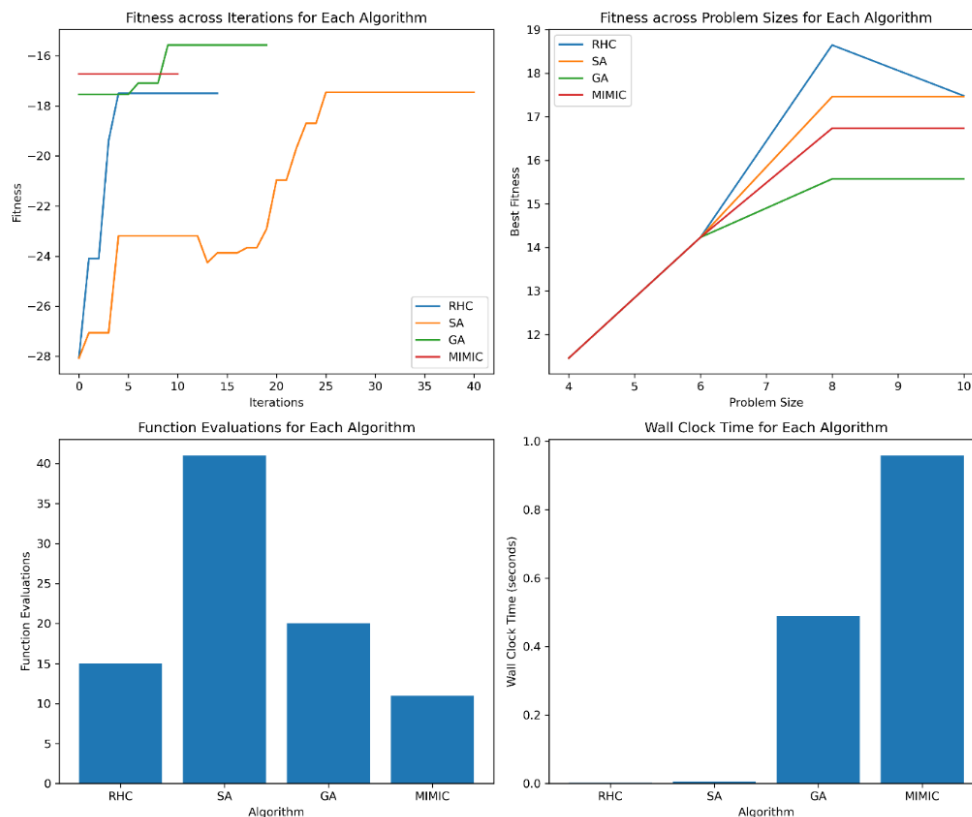 Fitness across Iterations for Each Algorithm
Fitness
−16
−18
−20
−22
−24
−26
−28
0
5
10
15
20
25
30
35
40
Iterations
RHC
SA
GA
MIMIC
Fitness across Problem Sizes for Each Algorithm
Best Fitness
19
18
17
16
15
14
13
12
4
5
6
7
8
9
10
Problem Size
RHC
SA
GA
MIMIC
Function Evaluations for Each Algorithm
Function Evaluations
40
35
30
25
20
15
10
5
0
RHC
SA
GA
MIMIC
Algorithm
Wall Clock Time for Each Algorithm
Wall Clock Time (seconds)
1.0
0.8
0.6
0.4
0.2
0.0
RHC
SA
GA
MIMIC
Algorithm